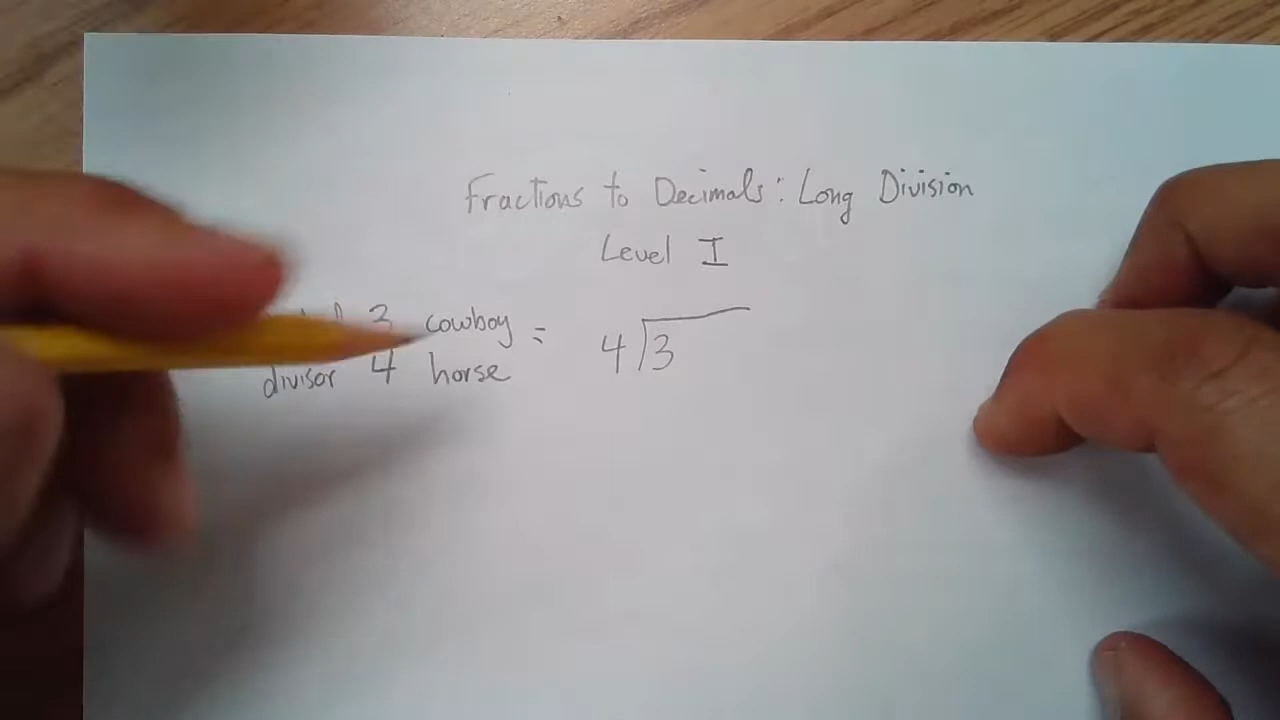 Fractions to Decimals: Long Division
Level I
3 cowboy = 4)3
divisor 4 horse